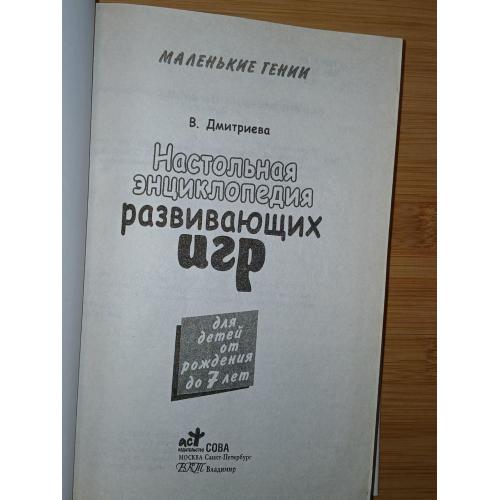 МАЛЕНЬКИЕ ГЕНИИ
В. Дмитриева
Настольная
энциклопедия
развивающих
игр
для
детей
от
рождения
до 7 лет
аст
издательство
СОВА
МОСКВА Санкт-Петербург
ВКТ Владимир